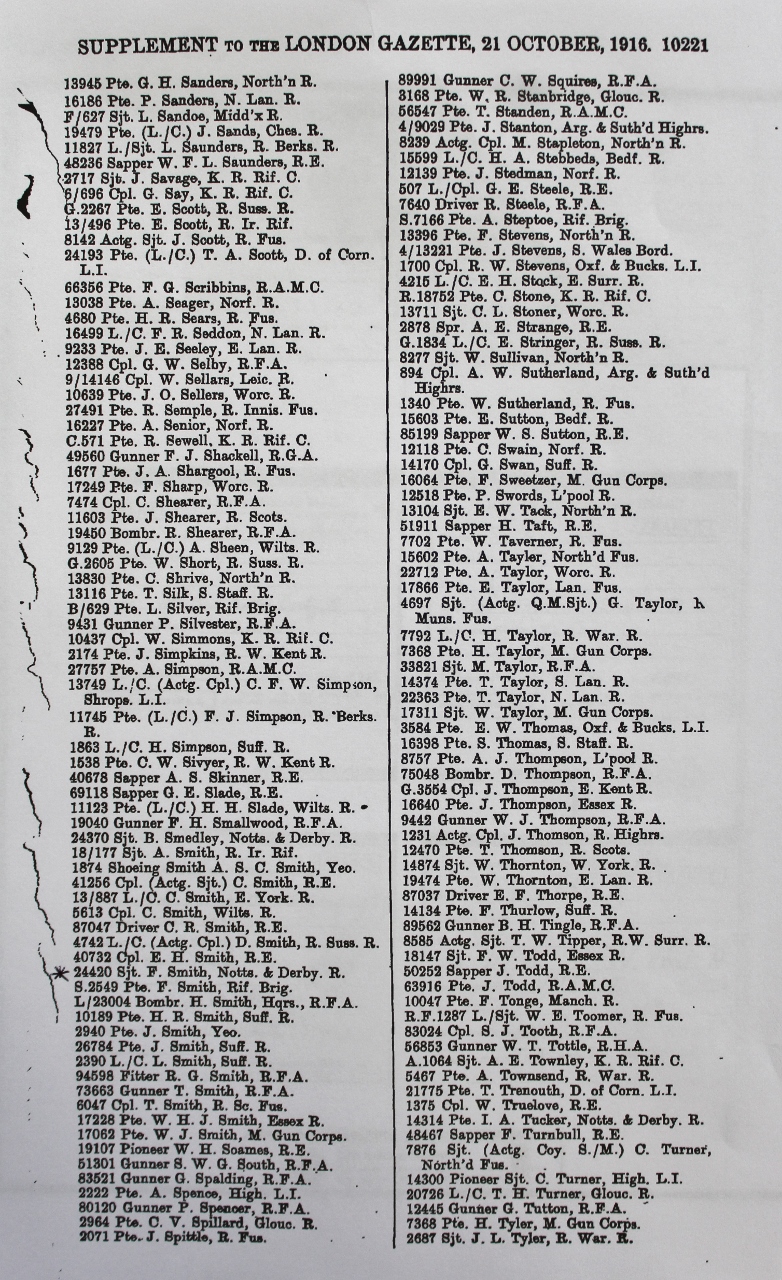 SUPPLEMENT TO THE LONDON GAZETTE, 21 OCTOBER, 1916. 10221
13945 Pte. G. H. Sanders, North'n R.
16186 Pte. P. Sanders, N. Lan. R.
F/627 Sjt. L. Sandoe, Midd'x R.
19479 Pte. (L./C.) J. Sands, Ches. R.
11827 L./Sjt. L. Saunders, R. Berks. R.
48236 Sapper W. F. L. Saunders, R.E.
2717 Sjt. J. Savage, K. R. Rif. C.
6/696 Cpl. G. Say, K. R. Rif. C.
G.2267 Pte. E. Scott, R. Suss. R.
13/496 Pte. E. Scott, R. Ir. Rif.
8142 Actg. Sjt. J. Scott, R. Fus.
24193 Pte. (L./C.) T. A. Scott, D. of Corn.
L.I.
66356 Pte. F. G. Scribbins, R.A.M.C.
13038 Pte. A. Seager, Norf. R.
4680 Pte. H. R. Sears, R. Fus.
16499 L./C. F. R. Seddon, N. Lan. R.
9233 Pte. J. E. Seeley, E. Lan. R.
12388 Cpl. G. W. Selby, R.F.A.
9/14146 Cpl. W. Sellars, Leic. R.
10639 Pte. J. O. Sellers, Worc. R.
27491 Pte. R. Semple, R. Innis. Fus.
16227 Pte. A. Senior, Norf. R.
C.571 Pte. R. Sewell, K. R. Rif. C.
49560 Gunner F. J. Shackell, R.G.A.
1677 Pte. J. A. Shargool, R. Fus.
17249 Pte. F. Sharp, Worc. R.
7474 Cpl. C. Shearer, R.F.A.
11603 Pte. J. Shearer, R. Scots.
19450 Bombr. R. Shearer, R.F.A.
9129 Pte. (L./C.) A. Sheen, Wilts. R.
G.2605 Pte. W. Short, R. Suss. R.
13830 Pte. C. Shrive, North'n R.
13116 Pte. T. Silk, S. Staff. R.
B/629 Pte. L. Silver, Rif. Brig.
9431 Gunner P. Silvester, R.F.A.
10437 Cpl. W. Simmons, K. R. Rif. C.
2174 Pte. J. Simpkins, R. W. Kent R.
27757 Pte. A. Simpson, R.A.M.C.
13749 L./C. (Actg. Cpl.) C. F. W. Simpson,
Shrops. L.I.
11745 Pte. (L./C.) F. J. Simpson, R. Berks.
R.
1863 L./C. H. Simpson, Suff. R.
1538 Pte. C. W. Sivyer, R. W. Kent R.
40678 Sapper A. S. Skinner, R.E.
69118 Sapper G. E. Slade, R.E.
11123 Pte. (L./C.) H. H. Slade, Wilts. R.
19040 Gunner F. H. Smallwood, R.F.A.
24370 Sjt. B. Smedley, Notts. & Derby. R.
18/177 Sjt. A. Smith, R. Ir. Rif.
1874 Shoeing Smith A. S. C. Smith, Yeo.
41256 Cpl. (Actg. Sjt.) C. Smith, R.E.
13/887 L./C. C. Smith, E. York. R.
5613 Cpl. C. Smith, Wilts. R.
87047 Driver C. R. Smith, R.E.
4742 L./C. (Actg. Cpl.) D. Smith, R. Suss. R.
40732 Cpl. E. H. Smith, R.E.
* 24420 Sjt. F. Smith, Notts. & Derby. R.
S.2549 Pte. F. Smith, Rif. Brig.
L/23004 Bombr. H. Smith, Hqrs., R.F.A.
10189 Pte. H. R. Smith, Suff. R.
2940 Pte. J. Smith, Yeo.
26784 Pte. J. Smith, Suff. R.
2390 L./C. L. Smith, Suff. R.
94598 Fitter R. G. Smith, R.F.A.
73663 Gunner T. Smith, R.F.A.
6047 Cpl. T. Smith, R. Sc. Fus.
17228 Pte. W. H. J. Smith, Essex R.
17062 Pte. W. J. Smith, M. Gun Corps.
19107 Pioneer W. H. Soames, R.E.
51301 Gunner S. W. G. South, R.F.A.
83521 Gunner G. Spalding, R.F.A.
2222 Pte. A. Spence, High. L.I.
80120 Gunner P. Spencer, R.F.A.
2964 Pte. C. V. Spillard, Glouc. R.
2071 Pte. J. Spittle, R. Fus.
89991 Gunner C. W. Squires, R.F.A.
3168 Pte. W. R. Stanbridge, Glouc. R.
56547 Pte. T. Standen, R.A.M.C.
4/9029 Pte. J. Stanton, Arg. & Suth'd Highrs.
8239 Actg. Cpl. M. Stapleton, North'n R.
15599 L./C. H. A. Stebbeds, Bedf. R.
12139 Pte. J. Stedman, Norf. R.
507 L./Cpl. G. E. Steele, R.E.
7640 Driver R. Steele, R.F.A.
S.7166 Pte. A. Steptoe, Rif. Brig.
13396 Pte. F. Stevens, North'n R.
4/13221 Pte. J. Stevens, S. Wales Bord.
1700 Cpl. R. W. Stevens, Oxf. & Bucks. L.I.
4215 L./C. E. H. Stock, E. Surr. R.
R.18752 Pte. C. Stone, K. R. Rif. C.
13711 Sjt. C. L. Stoner, Worc. R.
2878 Spr. A. E. Strange, R.E.
G.1834 L./C. E. Stringer, R. Suss. R.
8277 Sjt. W. Sullivan, North'n R.
894 Cpl. A. W. Sutherland, Arg. & Suth'd
Highrs.
1340 Pte. W. Sutherland, R. Fus.
15603 Pte. E. Sutton, Bedf. R.
85199 Sapper W. S. Sutton, R.E.
12118 Pte. C. Swain, Norf. R.
14170 Cpl. G. Swan, Suff. R.
16064 Pte. F. Sweetzer, M. Gun Corps.
12518 Pte. P. Swords, L'pool R.
13104 Sjt. E. W. Tack, North'n R.
51911 Sapper H. Taft, R.E.
7702 Pte. W. Taverner, R. Fus.
15602 Pte. A. Tayler, North'd Fus.
22712 Pte. A. Taylor, Worc. R.
17866 Pte. E. Taylor, Lan. Fus.
4697 Sjt. (Actg. Q.M.Sjt.) G. Taylor,
Muns. Fus.
7792 L./C. H. Taylor, R. War. R.
7368 Pte. H. Taylor, M. Gun Corps.
33821 Sjt. M. Taylor, R.F.A.
14374 Pte. T. Taylor, S. Lan. R.
22363 Pte. T. Taylor, N. Lan. R.
17311 Sjt. W. Taylor, M. Gun Corps.
3584 Pte. E. W. Thomas, Oxf. & Bucks. L.I.
16398 Pte. S. Thomas, S. Staff. R.
8757 Pte. A. J. Thompson, L'pool R.
75048 Bombr. D. Thompson, R.F.A.
G.3554 Cpl. J. Thompson, E. Kent R.
16640 Pte. J. Thompson, Essex R.
9442 Gunner W. J. Thompson, R.F.A.
1231 Actg. Cpl. J. Thomson, R. Highrs.
12470 Pte. T. Thomson, R. Scots.
14874 Sjt. W. Thornton, W. York. R.
19474 Pte. W. Thornton, E. Lan. R.
87037 Driver E. F. Thorpe, R.E.
14134 Pte. F. Thurlow, Suff. R.
89562 Gunner B. H. Tingle, R.F.A.
8585 Actg. Sjt. T. W. Tipper, R.W. Surr. R.
18147 Sjt. F. W. Todd, Essex R.
50252 Sapper J. Todd, R.E.
63916 Pte. J. Todd, R.A.M.C.
10047 Pte. F. Tonge, Manch. R.
R.F.1287 L./Sjt. W. E. Toomer, R. Fus.
83024 Cpl. S. J. Tooth, R.F.A.
56853 Gunner W. T. Tottle, R.H.A.
A.1064 Sjt. A. E. Townley, K. R. Rif. C.
5467 Pte. A. Townsend, R. War. R.
21775 Pte. T. Trenouth, D. of Corn. L.I.
1375 Cpl. W. Truelove, R.E.
14314 Pte. I. A. Tucker, Notts. & Derby. R.
48467 Sapper F. Turnbull, R.E.
7876 Sjt. (Actg. Coy. S./M.) C. Turner,
North'd Fus.
14300 Pioneer Sjt. C. Turner, High. L.I.
20726 L./C. T. H. Turner, Glouc. R.
12445 Gunner G. Tutton, R.F.A.
7368 Pte. H. Tyler, M. Gun Corps.
2687 Sjt. J. L. Tyler, R. War. R.